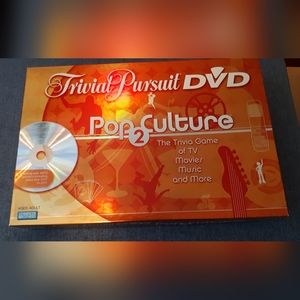 Trivial Pursuit DVD
Pop Culture
2
The Trivia Game
of TV
Movies
Music
and More